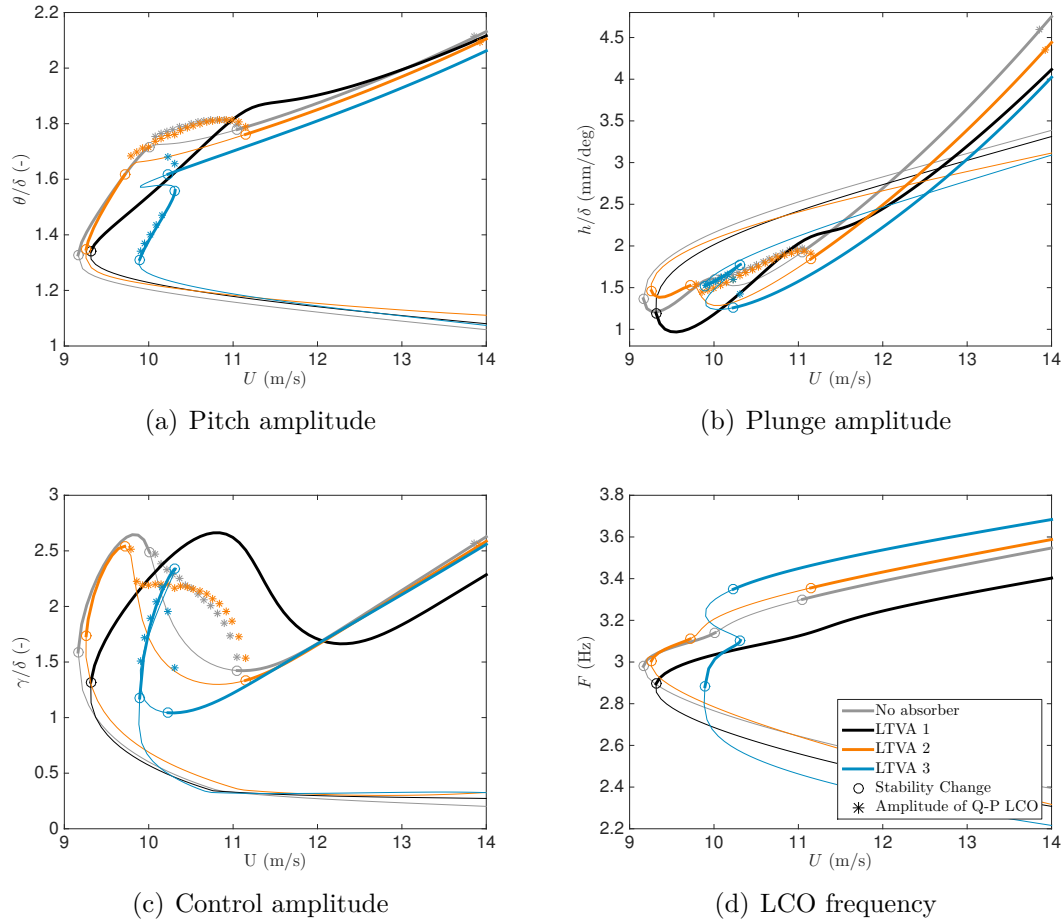 2.2
2
1.8
1.6
1.4
1.2
1
θ/δ (-)
9 10 11 12 13 14
U (m/s)
(a) Pitch amplitude
4.5
4
3.5
3
2.5
2
1.5
1
h/δ (mm/deg)
9 10 11 12 13 14
U (m/s)
(b) Plunge amplitude
3
2.5
2
1.5
1
0.5
0
γ/δ (-)
9 10 11 12 13 14
U (m/s)
(c) Control amplitude
3.8
3.6
3.4
3.2
3
2.8
2.6
2.4
2.2
F (Hz)
No absorber
LTVA 1
LTVA 2
LTVA 3
Stability Change
Amplitude of Q-P LCO
9 10 11 12 13 14
U (m/s)
(d) LCO frequency